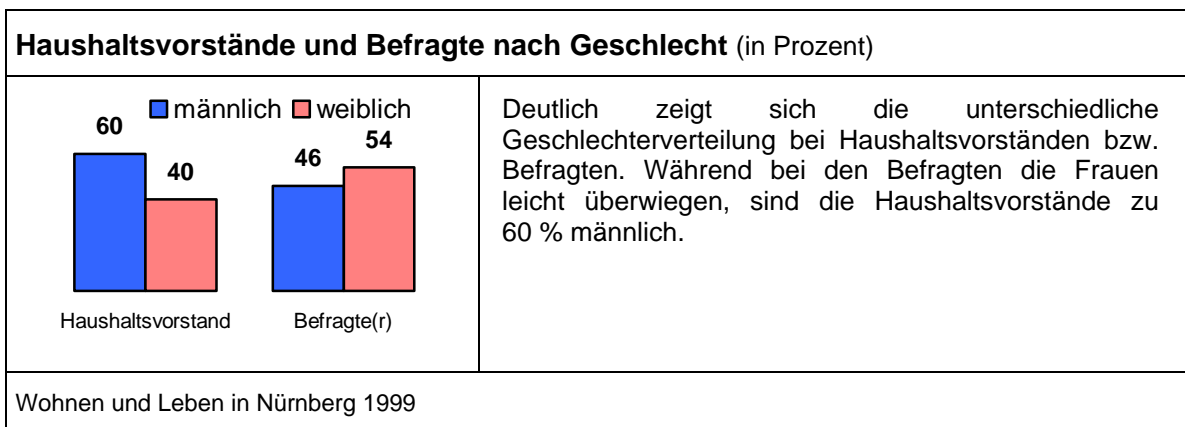 Haushaltsvorstände und Befragte nach Geschlecht (in Prozent)
männlich weiblich
60
40
46
54
Haushaltsvorstand Befragte(r)
Deutlich zeigt sich die unterschiedliche
Geschlechterverteilung bei Haushaltsvorständen bzw.
Befragten. Während bei den Befragten die Frauen
leicht überwiegen, sind die Haushaltsvorstände zu
60 % männlich.
Wohnen und Leben in Nürnberg 1999